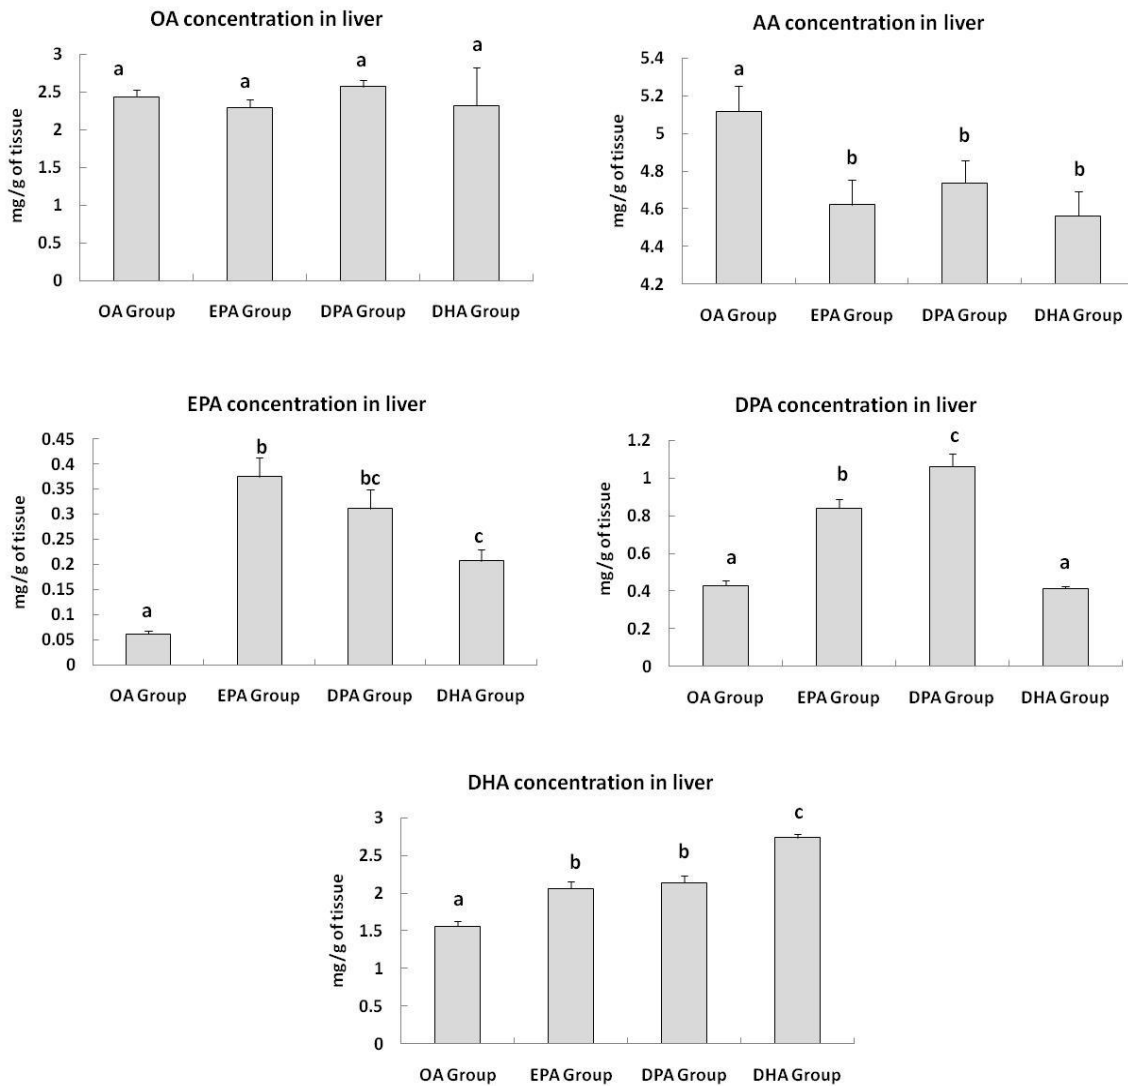 OA concentration in liver
mg/g of tissue
3
2.5
2
1.5
1
0.5
0
a
a
a
a
OA Group EPA Group DPA Group DHA Group
AA concentration in liver
mg/g of tissue
5.4
5.2
5
4.8
4.6
4.4
4.2
a
b
b
b
OA Group EPA Group DPA Group DHA Group
EPA concentration in liver
mg/g of tissue
0.45
0.4
0.35
0.3
0.25
0.2
0.15
0.1
0.05
0
a
b
bc
c
OA Group EPA Group DPA Group DHA Group
DPA concentration in liver
mg/g of tissue
1.2
1
0.8
0.6
0.4
0.2
0
a
b
c
a
OA Group EPA Group DPA Group DHA Group
DHA concentration in liver
mg/g of tissue
3
2.5
2
1.5
1
0.5
0
a
b
b
c
OA Group EPA Group DPA Group DHA Group